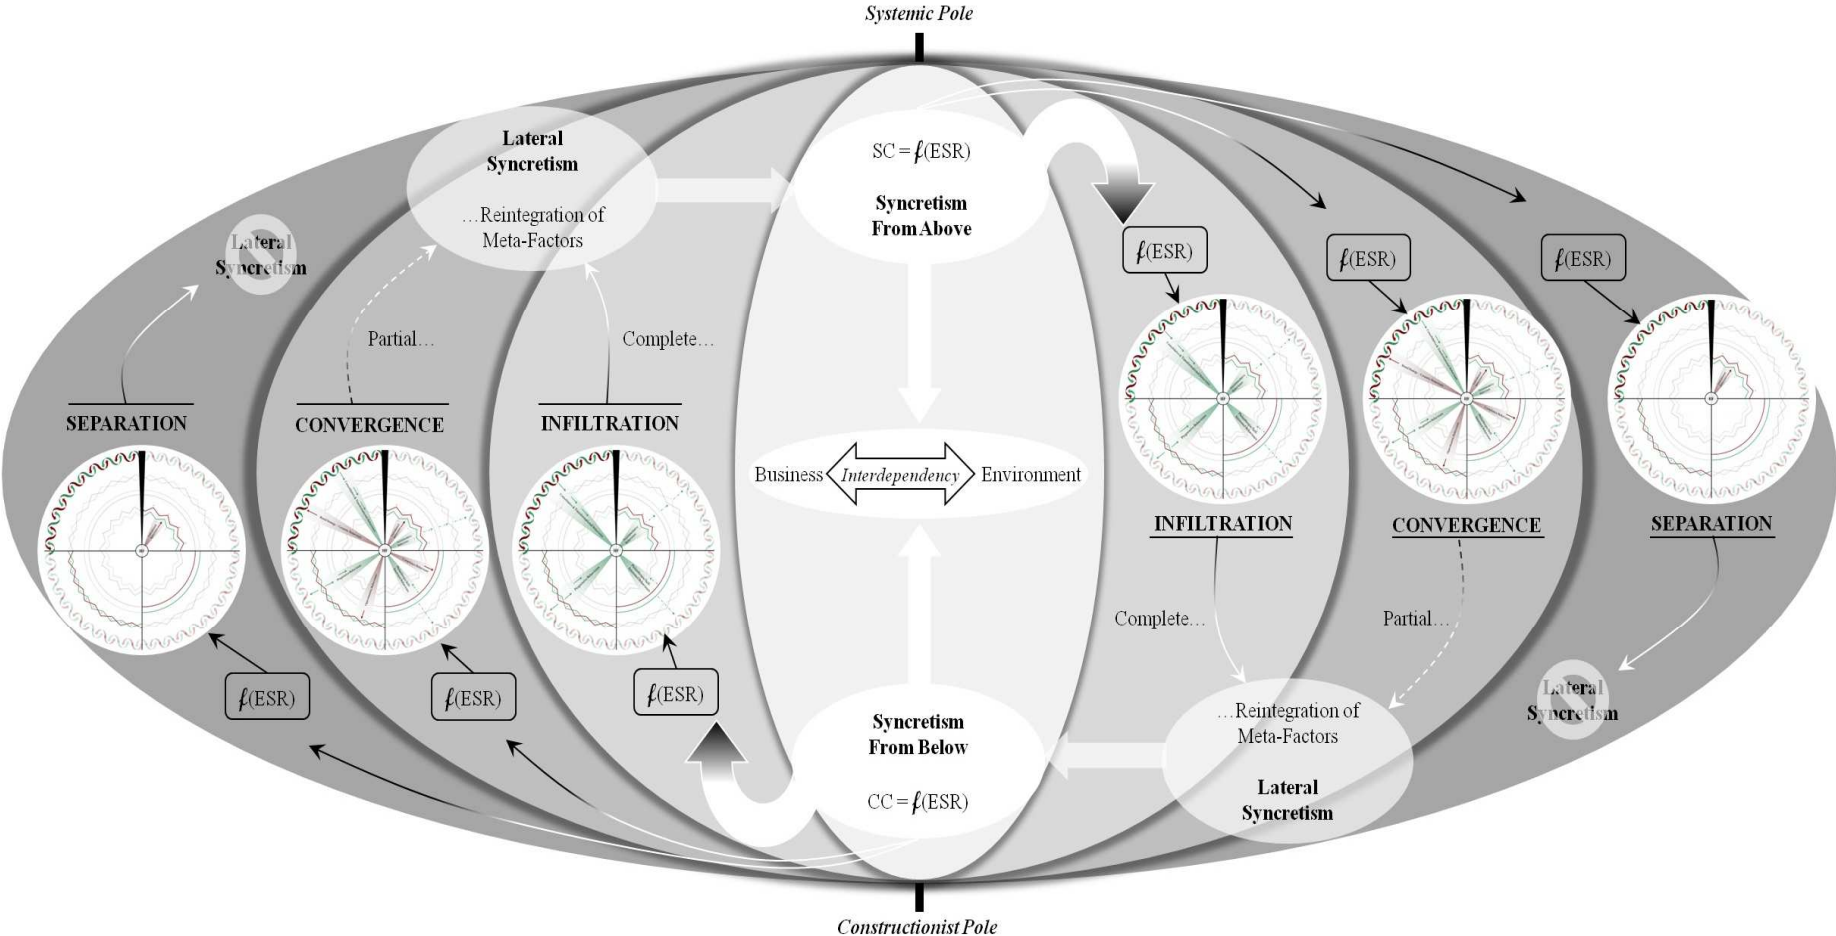 Systemic Pole
Lateral
Syncretism
…Reintegration of
Meta-Factors
SC = f(ESR)
Syncretism
From Above
Lateral
Syncretism
Partial…
Complete…
f(ESR)
f(ESR)
f(ESR)
SEPARATION
CONVERGENCE
INFILTRATION
Business
Interdependency
Environment
INFILTRATION
CONVERGENCE
SEPARATION
Complete…
Partial…
f(ESR)
f(ESR)
f(ESR)
Syncretism
From Below
CC = f(ESR)
…Reintegration of
Meta-Factors
Lateral
Syncretism
Lateral
Syncretism
Constructionist Pole